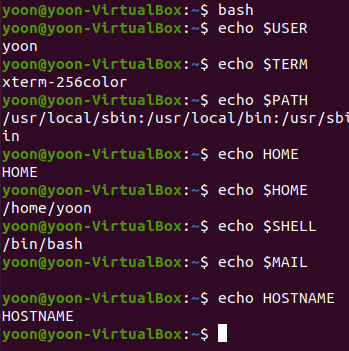 yoon@yoon-VirtualBox:~$ bash
yoon@yoon-VirtualBox:~$ echo $USER
yoon
yoon@yoon-VirtualBox:~$ echo $TERM
xterm-256color
yoon@yoon-VirtualBox:~$ echo $PATH
/usr/local/sbin:/usr/local/bin:/usr/sbi
in
yoon@yoon-VirtualBox:~$ echo HOME
HOME
yoon@yoon-VirtualBox:~$ echo $HOME
/home/yoon
yoon@yoon-VirtualBox:~$ echo $SHELL
/bin/bash
yoon@yoon-VirtualBox:~$ echo $MAIL
yoon@yoon-VirtualBox:~$ echo HOSTNAME
HOSTNAME
yoon@yoon-VirtualBox:~$